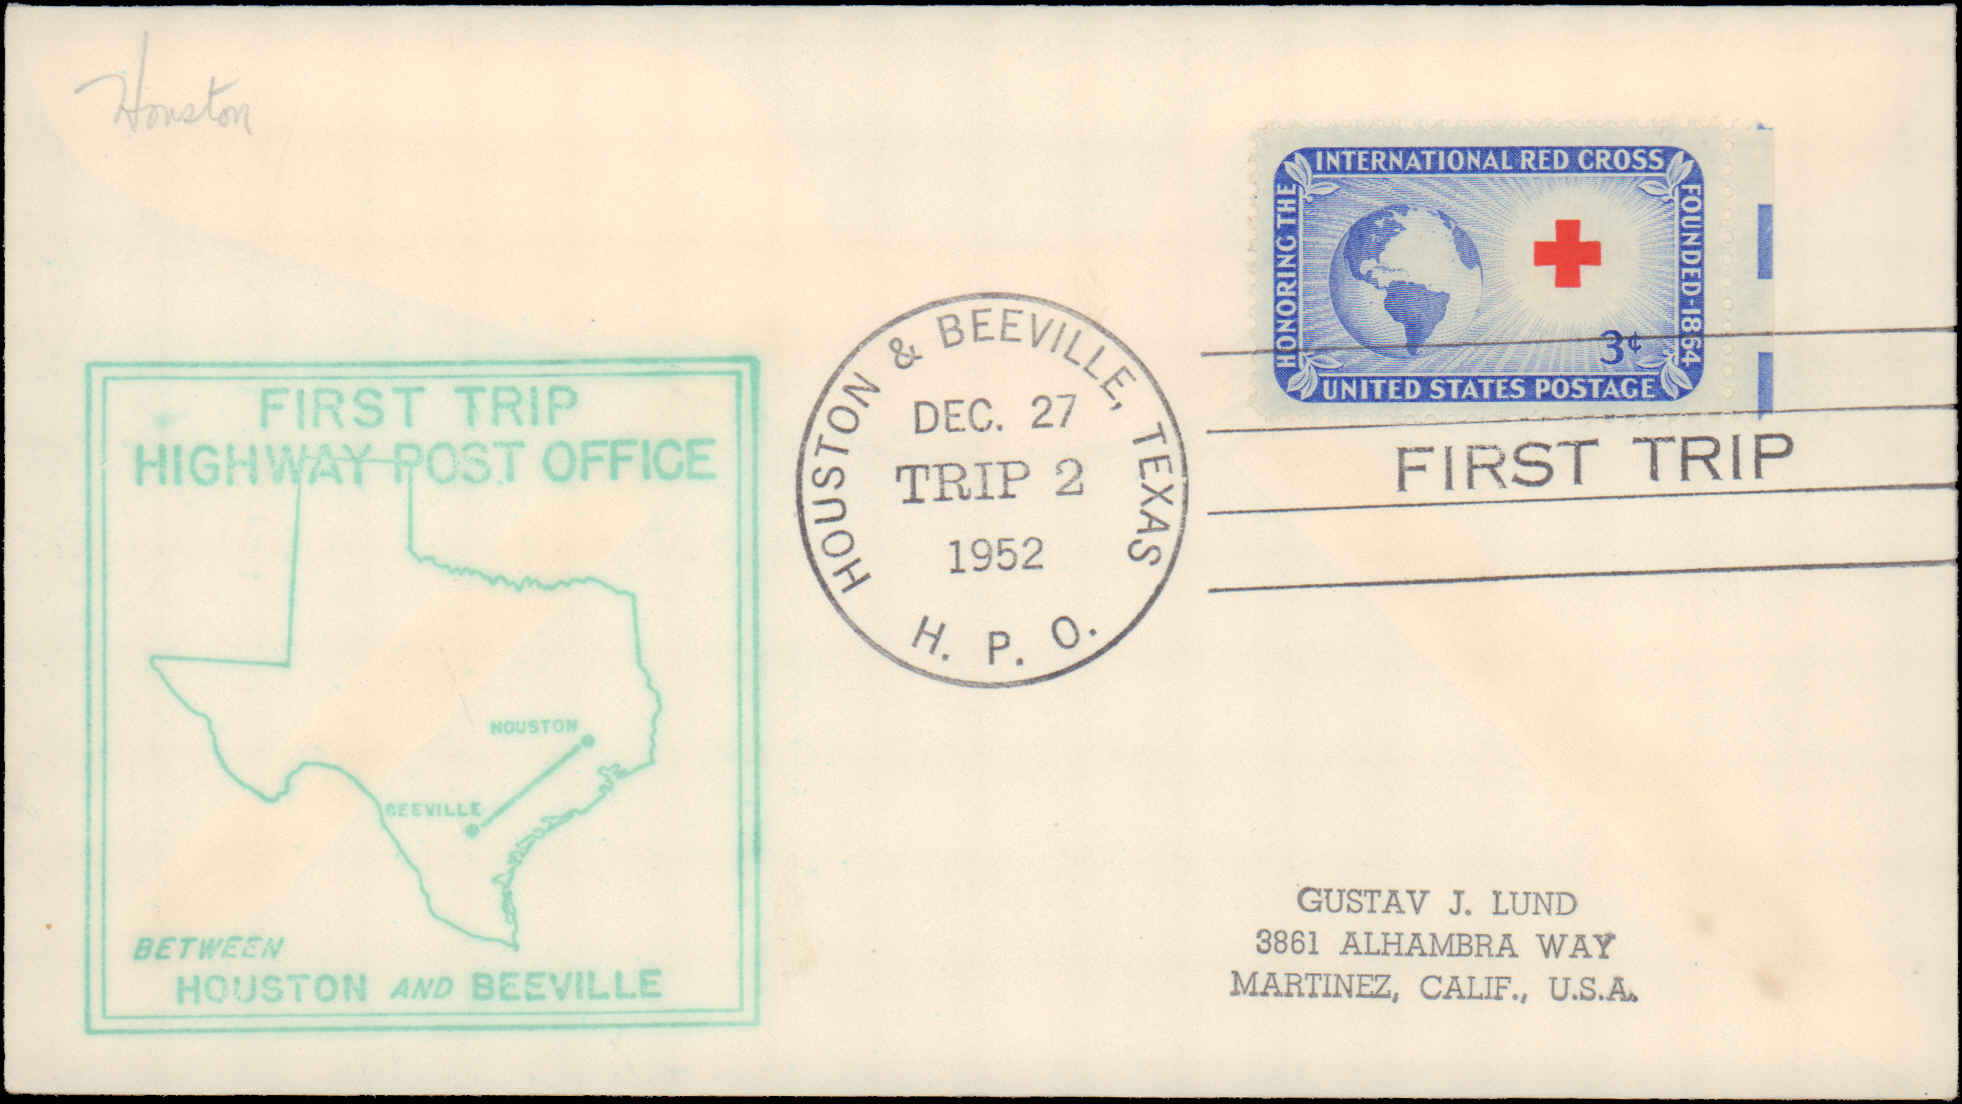 Houston
INTERNATIONAL RED CROSS
HONORING THE
FOUNDED-1864
3¢
UNITED STATES POSTAGE
HOUSTON & BEEVILLE, TEXAS
DEC. 27
TRIP 2
1952
H. P. O.
FIRST TRIP
FIRST TRIP
HIGHWAY POST OFFICE
HOUSTON
BEEVILLE
BETWEEN
HOUSTON AND BEEVILLE
GUSTAV J. LUND
3861 ALHAMBRA WAY
MARTINEZ, CALIF., U.S.A.